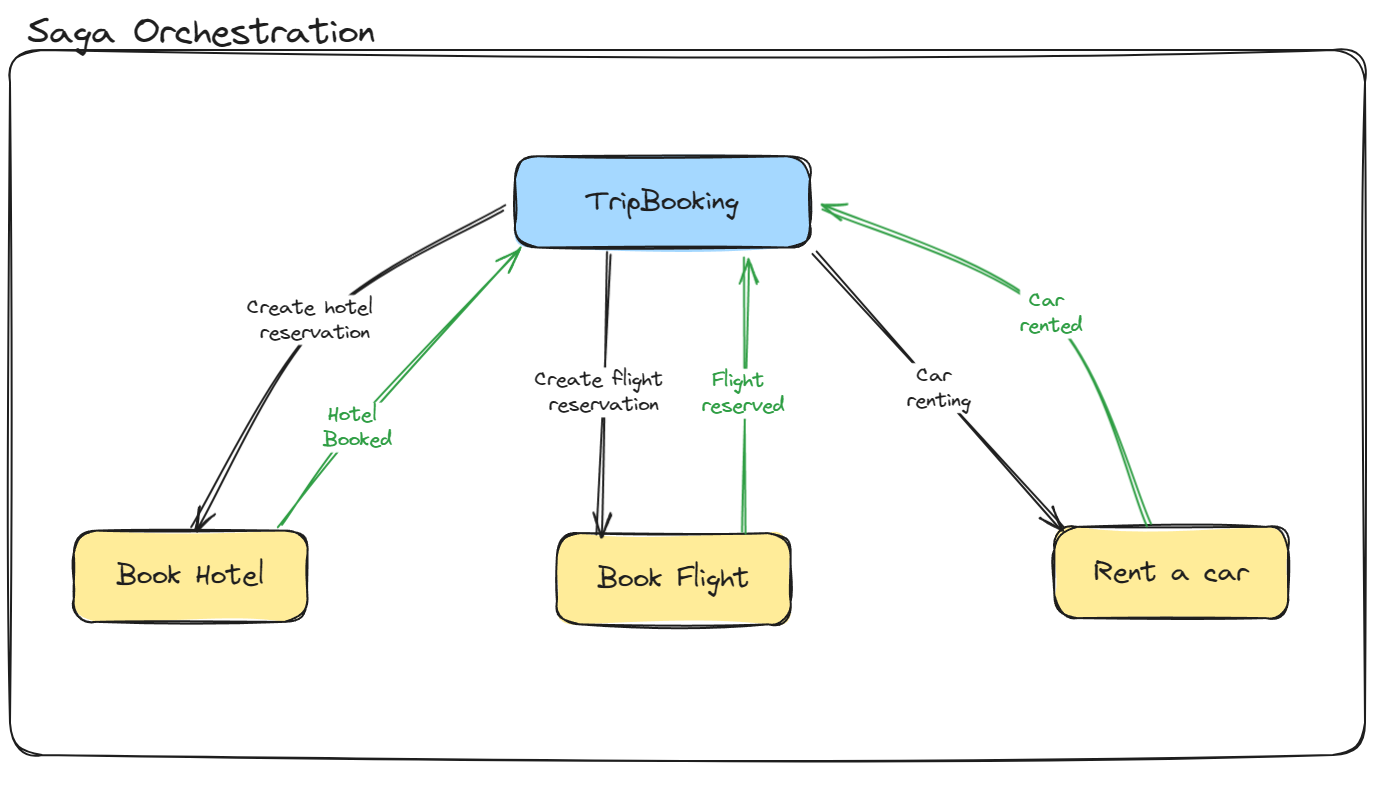 Saga Orchestration
TripBooking
Create hotel
reservation
Hotel
Booked
Create flight
reservation
Flight
reserved
Car
renting
Car
rented
Book Hotel
Book Flight
Rent a car